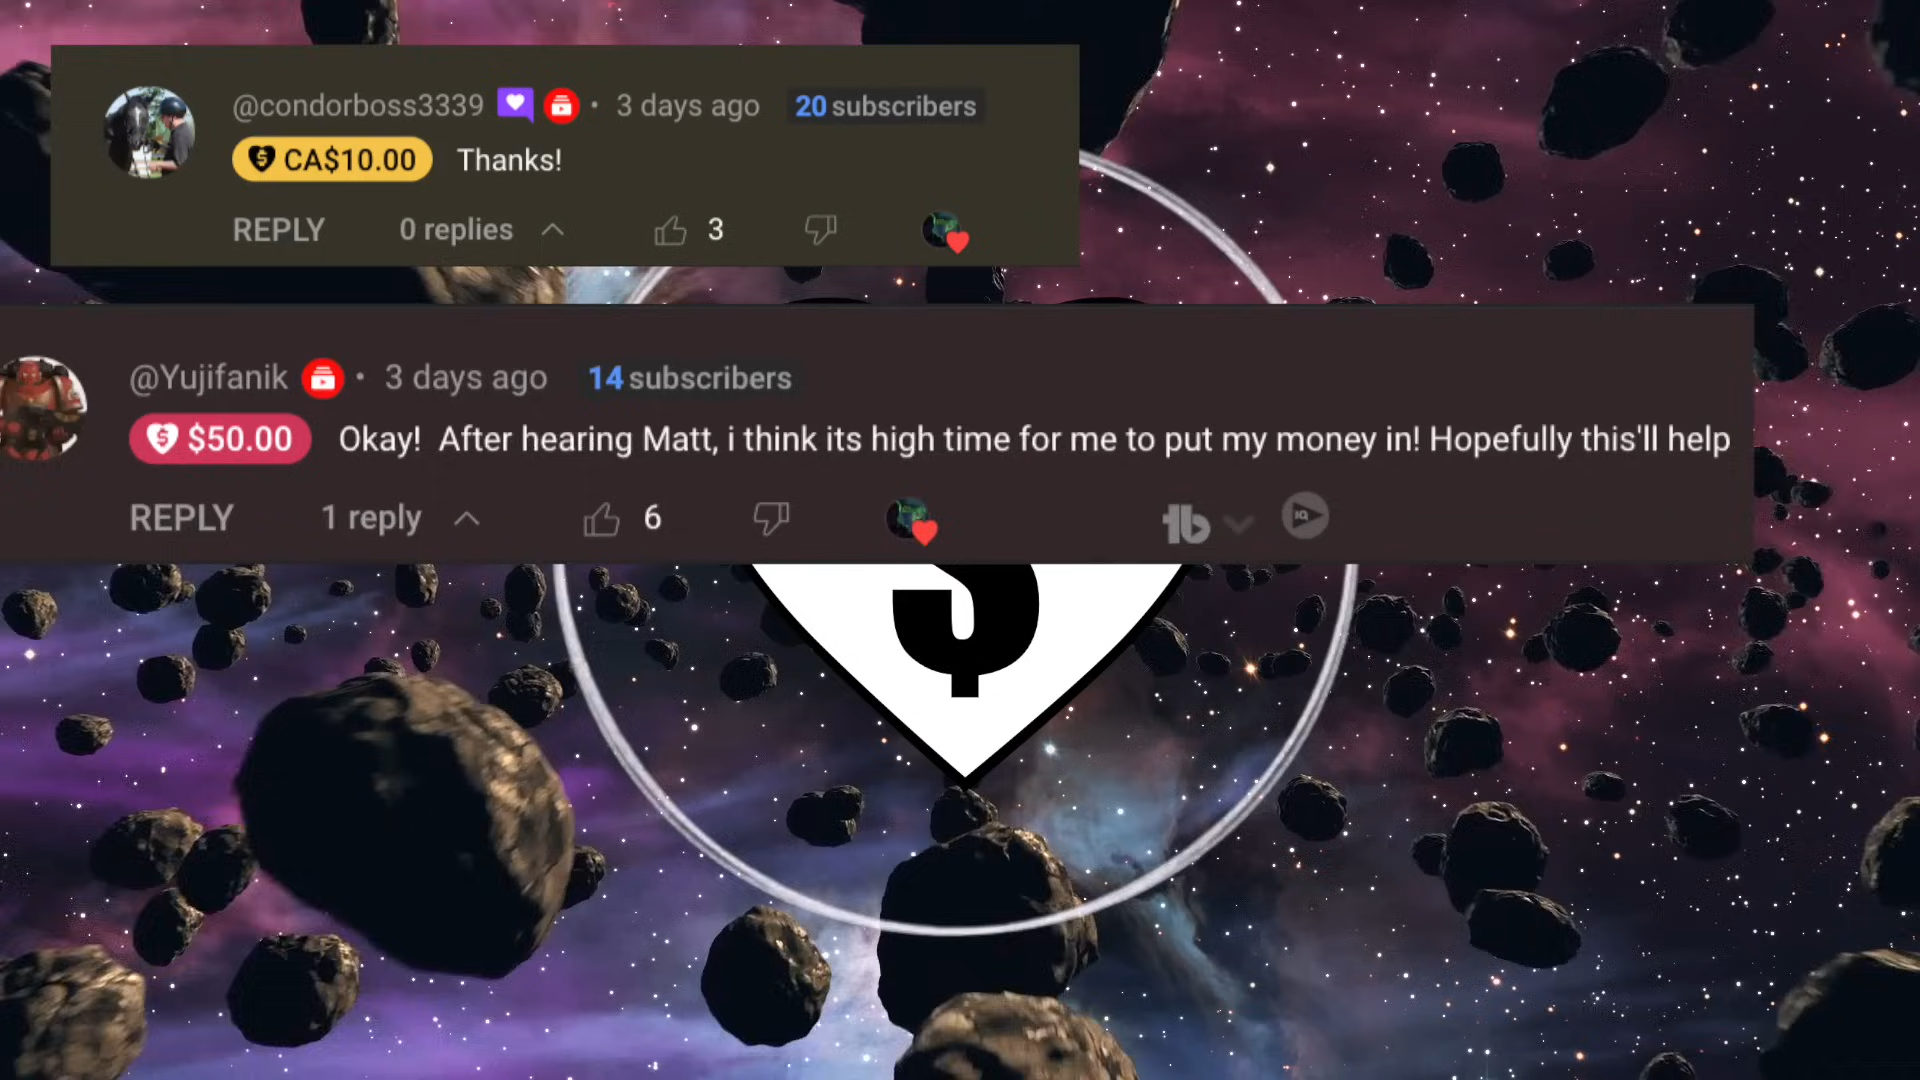 @condorboss3339 • 3 days ago 20 subscribers
$ CA$10.00 Thanks!
REPLY 0 replies 3
@Yujifanik • 3 days ago 14 subscribers
$ $50.00 Okay! After hearing Matt, i think its high time for me to put my money in! Hopefully this'll help
REPLY 1 reply 6 tb IQ
$